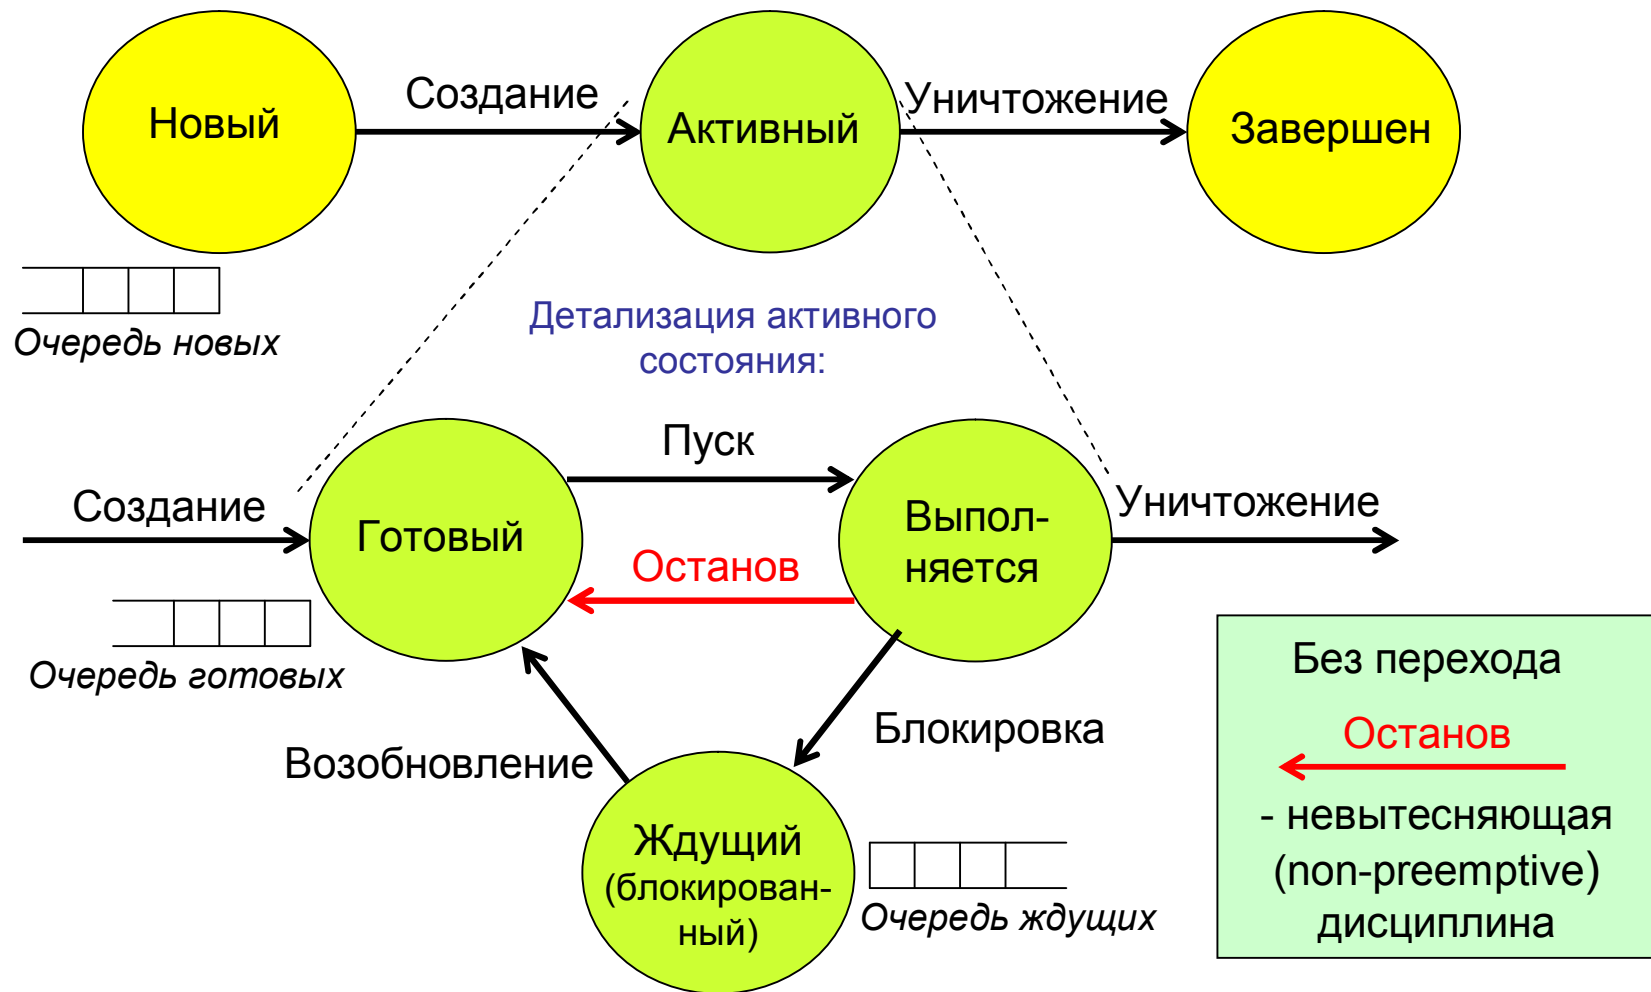 Новый
Создание
Активный
Уничтожение
Завершен
Очередь новых
Детализация активного
состояния:
Создание
Готовый
Пуск
Останов
Выпол-
няется
Уничтожение
Очередь готовых
Возобновление
Блокировка
Ждущий
(блокирован-
ный)
Очередь ждущих
Без перехода
Останов
- невытесняющая
(non-preemptive)
дисциплина